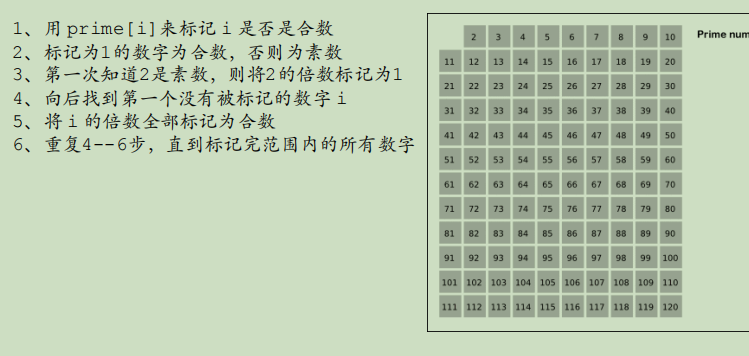 1、用prime[i]来标记i是否是合数
2、标记为1的数字为合数，否则为素数
3、第一次知道2是素数，则将2的倍数标记为1
4、向后找到第一个没有被标记的数字i
5、将i的倍数全部标记为合数
6、重复4--6步，直到标记完范围内的所有数字
Prime num
2 3 4 5 6 7 8 9 10
11 12 13 14 15 16 17 18 19 20
21 22 23 24 25 26 27 28 29 30
31 32 33 34 35 36 37 38 39 40
41 42 43 44 45 46 47 48 49 50
51 52 53 54 55 56 57 58 59 60
61 62 63 64 65 66 67 68 69 70
71 72 73 74 75 76 77 78 79 80
81 82 83 84 85 86 87 88 89 90
91 92 93 94 95 96 97 98 99 100
101 102 103 104 105 106 107 108 109 110
111 112 113 114 115 116 117 118 119 120